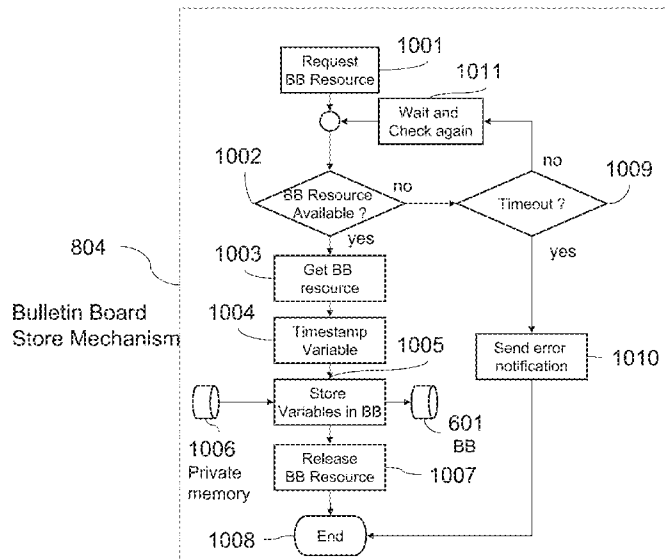 1001
Request
BB Resource
1011
Wait and
Check again
1002
no
1009
BB Resource
Available ?
no
Timeout ?
804
yes
yes
1003
Get BB
resource
Bulletin Board
Store Mechanism
1004
Timestamp
Variable
1005
Send error
notification
1010
Store
Variables in BB
1006
Private
memory
601
BB
Release
BB Resource
1007
1008
End